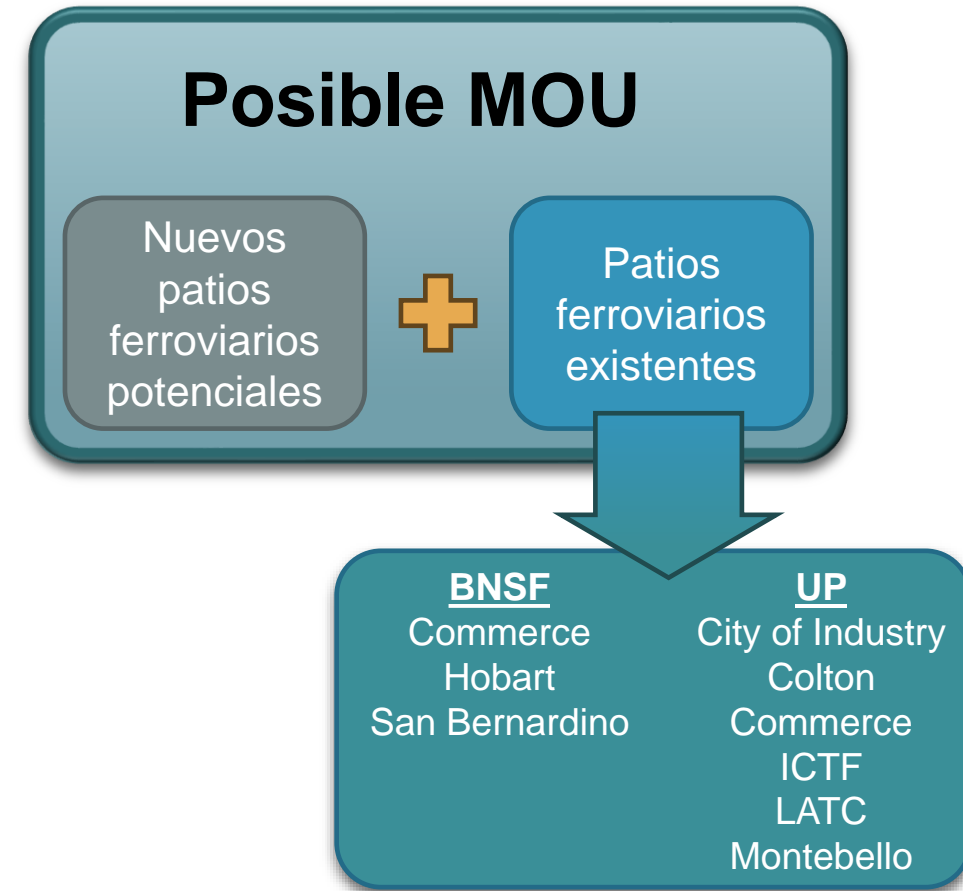 Posible MOU
Nuevos
patios
ferroviarios
potenciales
Patios
ferroviarios
existentes
BNSF
Commerce
Hobart
San Bernardino
UP
City of Industry
Colton
Commerce
ICTF
LATC
Montebello